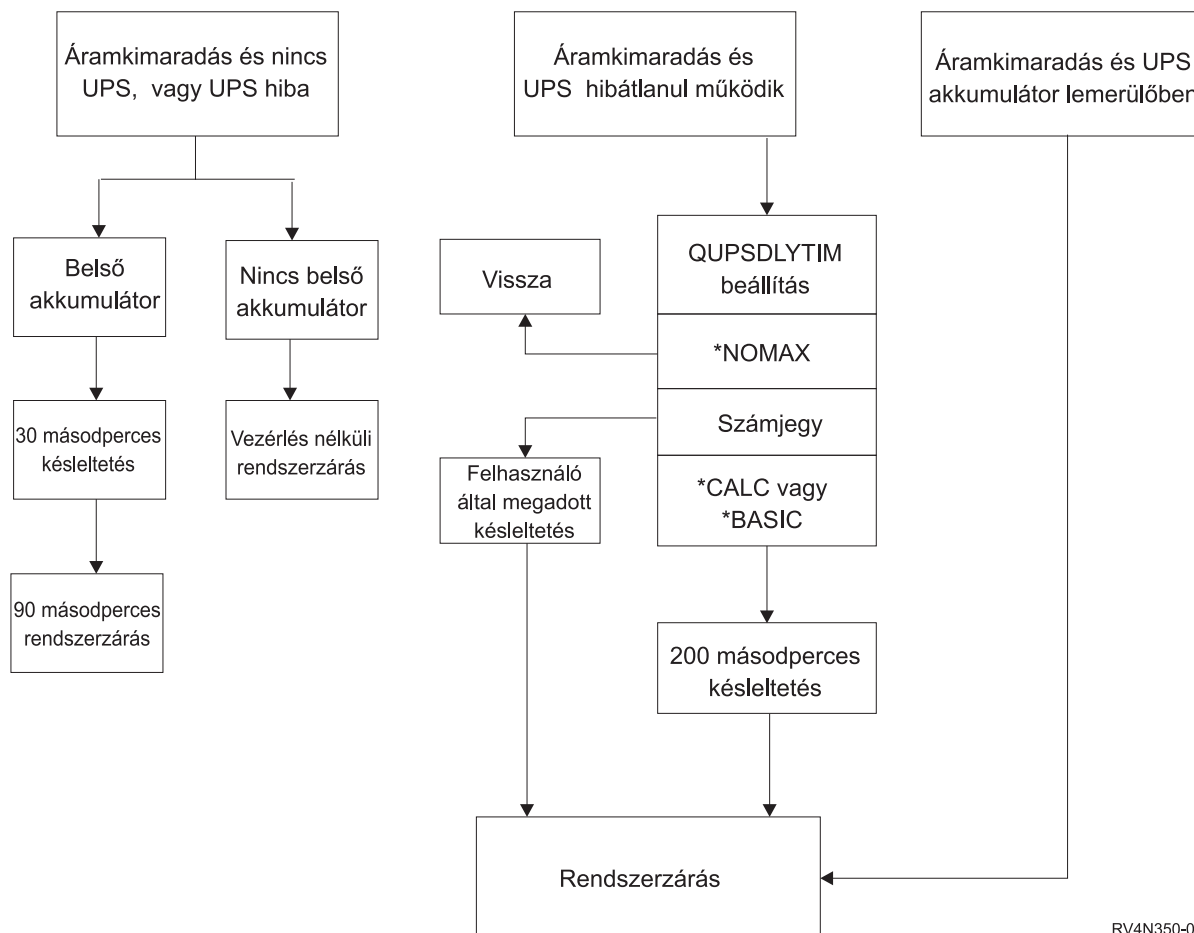 Áramkimaradás és nincs
UPS, vagy UPS hiba
Áramkimaradás és
UPS hibátlanul működik
Áramkimaradás és UPS
akkumulátor lemerülőben
Belső
akkumulátor
Nincs belső
akkumulátor
Vissza
QUPSDLYTIM
beállítás
*NOMAX
Számjegy
*CALC vagy
*BASIC
30 másodperces
késleltetés
Vezérlés nélküli
rendszerzárás
Felhasználó
által megadott
késleltetés
90 másodperces
rendszerzárás
200 másodperces
késleltetés
Rendszerzárás
RV4N350-0